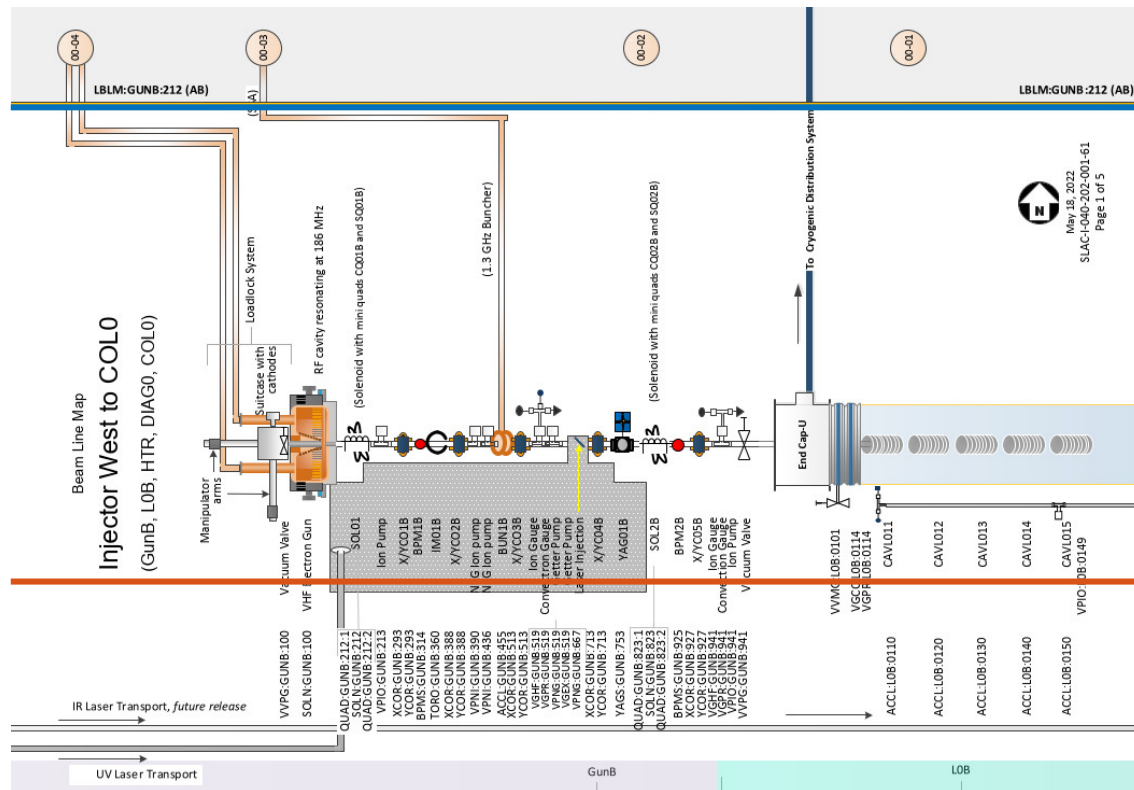 00-04
00-03
00-02
00-01
LBLM:GUNB:212 (AB)
LBLM:GUNB:212 (AB)
Beam Line Map
Injector West to COL0
(GunB, L0B, HTR, DIAG0, COL0)
Manipulator
arms
Loadlock System
Suitcase with
cathodes
RF cavity resonating at 186 MHz
(Solenoid with mini quads CQ01B and SQ01B)
(1.3 GHz Buncher)
(Solenoid with mini quads CQ02B and SQ02B)
To Cryogenic Distribution System
End Cap-U
N
May 18, 2022
SLAC-I-040-202-001-61
Page 1 of 5
Vacuum Valve
VHF Electron Gun
SOL01
Ion Pump
X/YC01B
BPM1B
IM01B
X/YC02B
NEG Ion pump
NEG Ion pump
BUN1B
X/YC03B
Ion Gauge
Convectron Gauge
Getter Pump
Getter Pump
Laser Injection
X/YC04B
YAG01B
SOL2B
BPM2B
X/YC05B
Ion Gauge
Convection Gauge
Ion Pump
Vacuum Valve
VVMG:L0B:0101
VGCC:L0B:0114
VGPR:L0B:0114
CAVL011
CAVL012
CAVL013
CAVL014
CAVL015
VPIO:L0B:0149
VVPG:GUNB:100
SOLN:GUNB:100
QUAD:GUNB:212:1
SOLN:GUNB:212
QUAD:GUNB:212:2
VPIO:GUNB:213
XCOR:GUNB:293
YCOR:GUNB:293
BPMS:GUNB:314
TORO:GUNB:360
XCOR:GUNB:388
YCOR:GUNB:388
VPNI:GUNB:390
VPNI:GUNB:436
ACCL:GUNB:455
XCOR:GUNB:513
YCOR:GUNB:513
VGHF:GUNB:519
VGPR:GUNB:519
VPNG:GUNB:519
VGEX:GUNB:519
VPNG:GUNB:667
XCOR:GUNB:713
YCOR:GUNB:713
YAGS:GUNB:753
QUAD:GUNB:823:1
SOLN:GUNB:823
QUAD:GUNB:823:2
BPMS:GUNB:925
XCOR:GUNB:927
YCOR:GUNB:927
VGHF:GUNB:941
VGPR:GUNB:941
VPIO:GUNB:941
VVPG:GUNB:941
ACCL:L0B:0110
ACCL:L0B:0120
ACCL:L0B:0130
ACCL:L0B:0140
ACCL:L0B:0150
IR Laser Transport, future release
UV Laser Transport
GunB
L0B